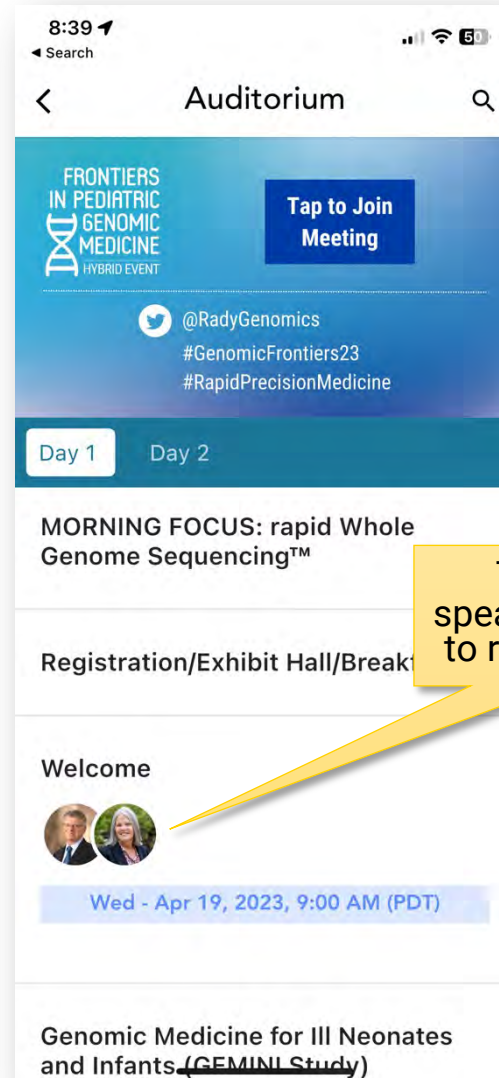 8:39
50
◄ Search
Auditorium
FRONTIERS
IN PEDIATRIC
GENOMIC
MEDICINE
HYBRID EVENT
Tap to Join
Meeting
@RadyGenomics
#GenomicFrontiers23
#RapidPrecisionMedicine
Day 1 Day 2
MORNING FOCUS: rapid Whole
Genome Sequencing™
Registration/Exhibit Hall/Break
to
Welcome
Wed - Apr 19, 2023, 9:00 AM (PDT)
Genomic Medicine for Ill Neonates
and Infants (GEMINI Study)